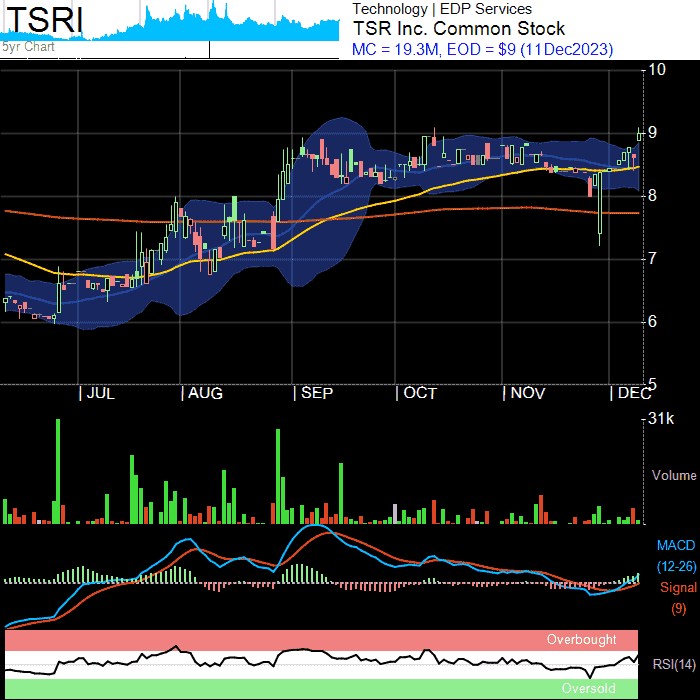 TSRI
5yr Chart
Technology | EDP Services
TSR Inc. Common Stock
MC = 19.3M, EOD = $9 (11Dec2023)
10
9
8
7
6
5
| JUL | AUG | SEP | OCT | NOV | DEC
31k
Volume
MACD
(12-26)
Signal
(9)
Overbought
RSI(14)
Oversold